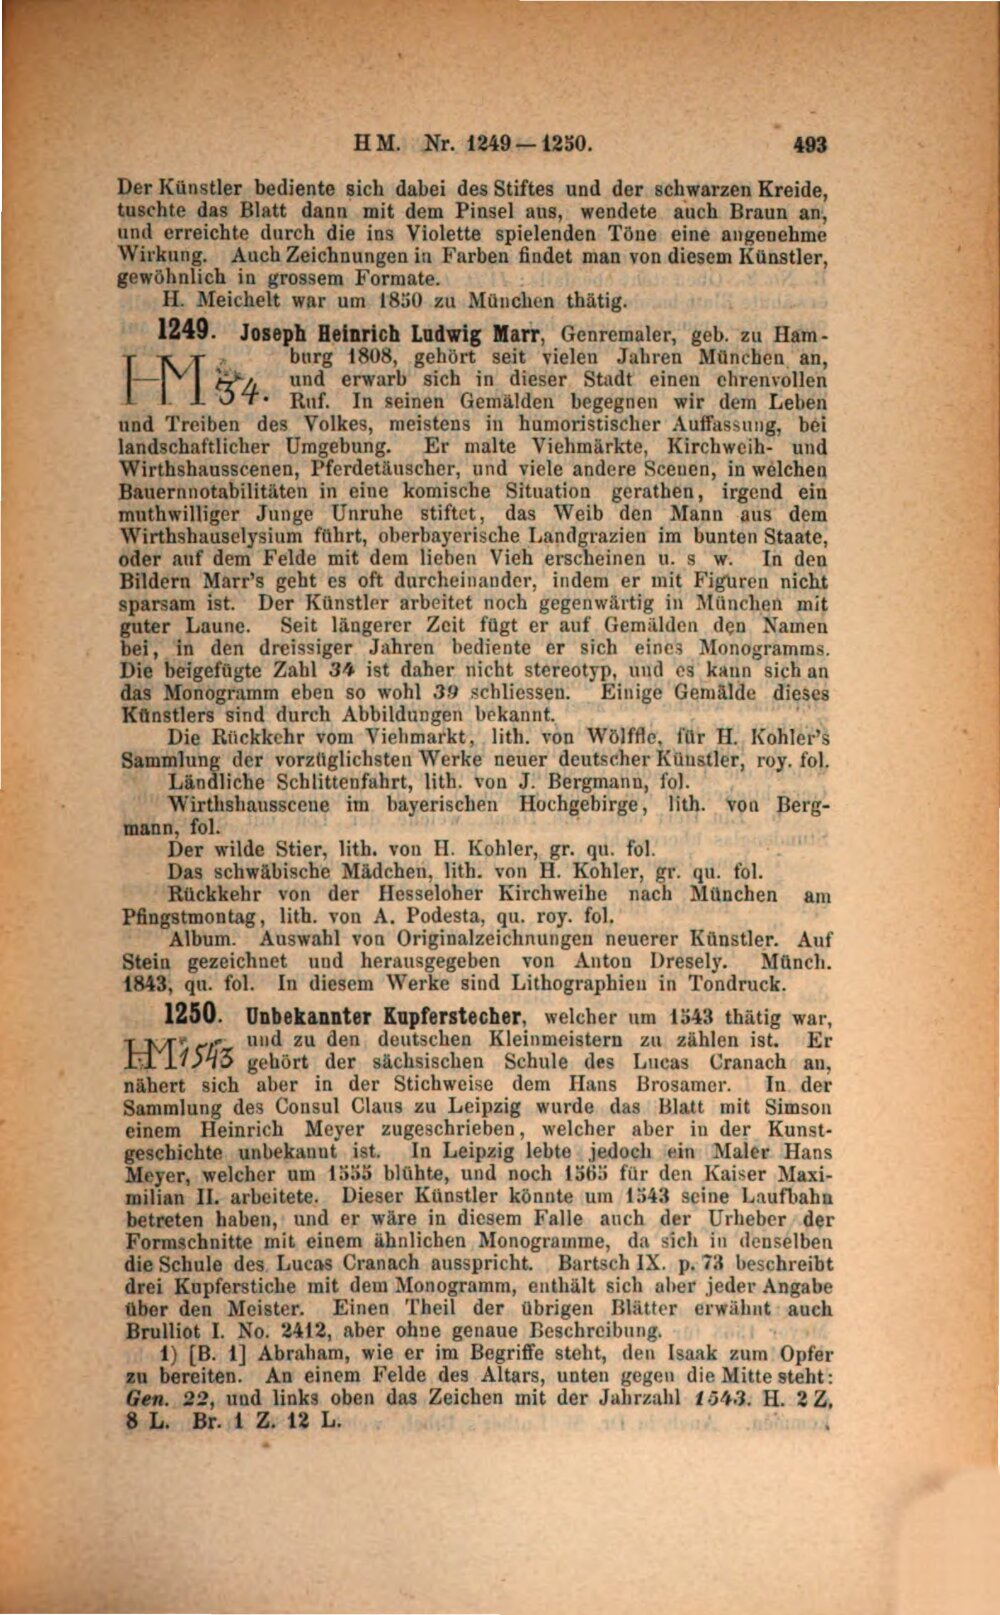 HM. Nr. 1249—1250. 493
Der Künstler bediente sich dabei des Stiftes und der schwarzen Kreide,
tuschte das Blatt dann mit dem Pinsel aus, wendete auch Braun an,
und erreichte durch die ins Violette spielenden Töne eine angenehme
Wirkung. Auch Zeichnungen in Farben findet man von diesem Künstler,
gewöhnlich in grossem Formate.
H. Meichelt war um 1850 zu München thätig.
1249. Joseph Heinrich Ludwig Marr, Genremaler, geb. zu Ham-
burg 1808, gehört seit vielen Jahren München an,
HM 34. und erwarb sich in dieser Stadt einen ehrenvollen
Ruf. In seinen Gemälden begegnen wir dem Leben
und Treiben des Volkes, meistens in humoristischer Auffassung, bei
landschaftlicher Umgebung. Er malte Viehmärkte, Kirchweih- und
Wirthshausscenen, Pferdetäuscher, und viele andere Scenen, in welchen
Bauernnotabilitäten in eine komische Situation gerathen, irgend ein
muthwilliger Junge Unruhe stiftet, das Weib den Mann aus dem
Wirthshauselysium führt, oberbayerische Landgrazien im bunten Staate,
oder auf dem Felde mit dem lieben Vieh erscheinen u. s w. In den
Bildern Marr's geht es oft durcheinander, indem er mit Figuren nicht
sparsam ist. Der Künstler arbeitet noch gegenwärtig in München mit
guter Laune. Seit längerer Zeit fügt er auf Gemälden den Namen
bei, in den dreissiger Jahren bediente er sich eines Monogramms.
Die beigefügte Zahl 34 ist daher nicht stereotyp, und es kann sich an
das Monogramm eben so wohl 39 schliessen. Einige Gemälde dieses
Künstlers sind durch Abbildungen bekannt.
Die Rückkehr vom Viehmarkt, lith. von Wölffle, für H. Kohler's
Sammlung der vorzüglichsten Werke neuer deutscher Künstler, roy. fol.
Ländliche Schlittenfahrt, lith. von J. Bergmann, fol.
Wirthshausscene im bayerischen Hochgebirge, lith. von Berg-
mann, fol.
Der wilde Stier, lith. von H. Kohler, gr. qu. fol.
Das schwäbische Mädchen, lith. von H. Kohler, gr. qu. fol.
Rückkehr von der Hesseloher Kirchweihe nach München am
Pfingstmontag, lith. von A. Podesta, qu. roy. fol.
Album. Auswahl von Originalzeichnungen neuerer Künstler. Auf
Stein gezeichnet und herausgegeben von Anton Dresely. Münch.
1843, qu. fol. In diesem Werke sind Lithographien in Tondruck.
1250. Unbekannter Kupferstecher, welcher um 1543 thätig war,
HM 1543 und zu den deutschen Kleinmeistern zu zählen ist. Er
gehört der sächsischen Schule des Lucas Cranach an,
nähert sich aber in der Stichweise dem Hans Brosamer. In der
Sammlung des Consul Claus zu Leipzig wurde das Blatt mit Simson
einem Heinrich Meyer zugeschrieben, welcher aber in der Kunst-
geschichte unbekannt ist. In Leipzig lebte jedoch ein Maler Hans
Meyer, welcher um 1555 blühte, und noch 1565 für den Kaiser Maxi-
milian II. arbeitete. Dieser Künstler könnte um 1543 seine Laufbahn
betreten haben, und er wäre in diesem Falle auch der Urheber der
Formschnitte mit einem ähnlichen Monogramme, da sich in denselben
die Schule des Lucas Cranach ausspricht. Bartsch IX. p. 73 beschreibt
drei Kupferstiche mit dem Monogramm, enthält sich aber jeder Angabe
über den Meister. Einen Theil der übrigen Blätter erwähnt auch
Brulliot I. No. 2412, aber ohne genaue Beschreibung.
1) [B. 1] Abraham, wie er im Begriffe steht, den Isaak zum Opfer
zu bereiten. An einem Felde des Altars, unten gegen die Mitte steht:
Gen. 22, und links oben das Zeichen mit der Jahrzahl 1543. H. 2 Z.
8 L. Br. 1 Z. 12 L.